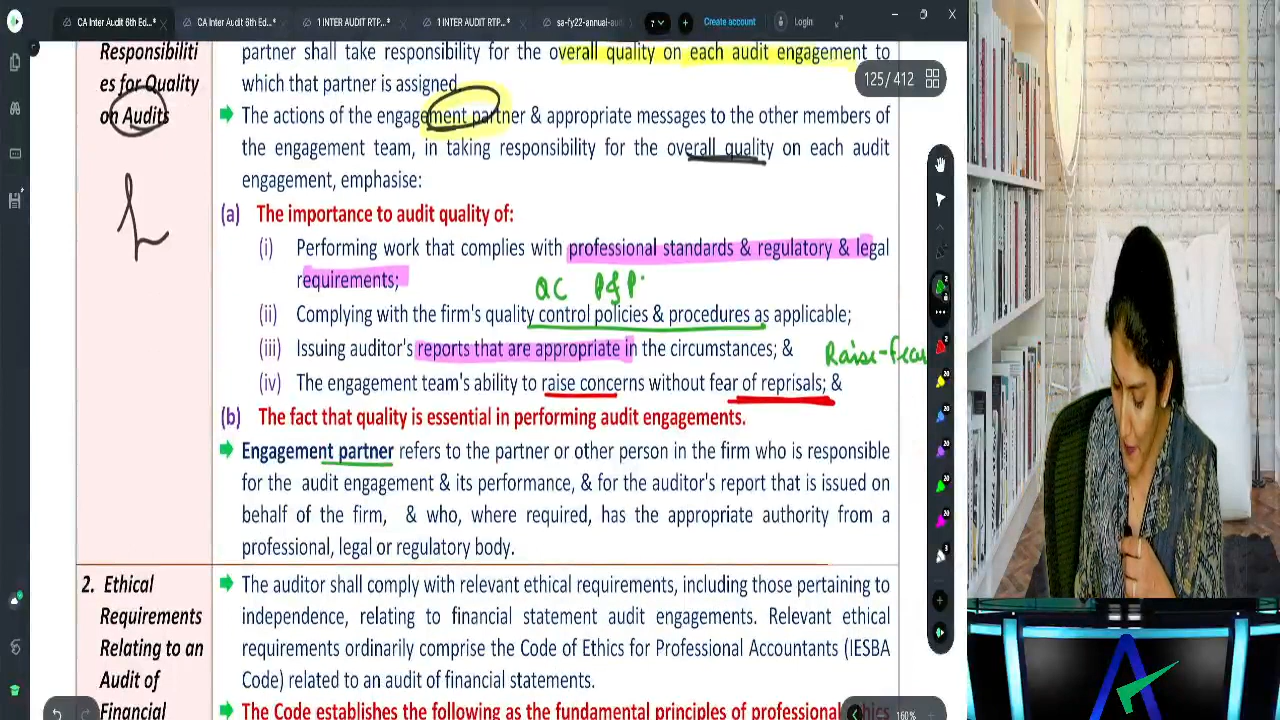 CA Inter Audit 6th Ed...*
CA Inter Audit 6th Ed...*
1 INTER AUDIT RTP...*
1 INTER AUDIT RTP...*
sa-fy22-annual-aud
7
Create account
Login
125/412
Responsibiliti
es for Quality
on Audits
L
partner shall take responsibility for the overall quality on each audit engagement to
which that partner is assigned.
The actions of the engagement partner & appropriate messages to the other members of
the engagement team, in taking responsibility for the overall quality on each audit
engagement, emphasise:
(a) The importance to audit quality of:
(i) Performing work that complies with professional standards & regulatory & legal
requirements;
QC P&P
(ii) Complying with the firm's quality control policies & procedures as applicable;
(iii) Issuing auditor's reports that are appropriate in the circumstances; &
Raise-fear
(iv) The engagement team's ability to raise concerns without fear of reprisals; &
(b) The fact that quality is essential in performing audit engagements.
Engagement partner refers to the partner or other person in the firm who is responsible
for the audit engagement & its performance, & for the auditor's report that is issued on
behalf of the firm, & who, where required, has the appropriate authority from a
professional, legal or regulatory body.
2. Ethical
Requirements
Relating to an
Audit of
Financial
The auditor shall comply with relevant ethical requirements, including those pertaining to
independence, relating to financial statement audit engagements. Relevant ethical
requirements ordinarily comprise the Code of Ethics for Professional Accountants (IESBA
Code) related to an audit of financial statements.
The Code establishes the following as the fundamental principles of professional ethics
160%